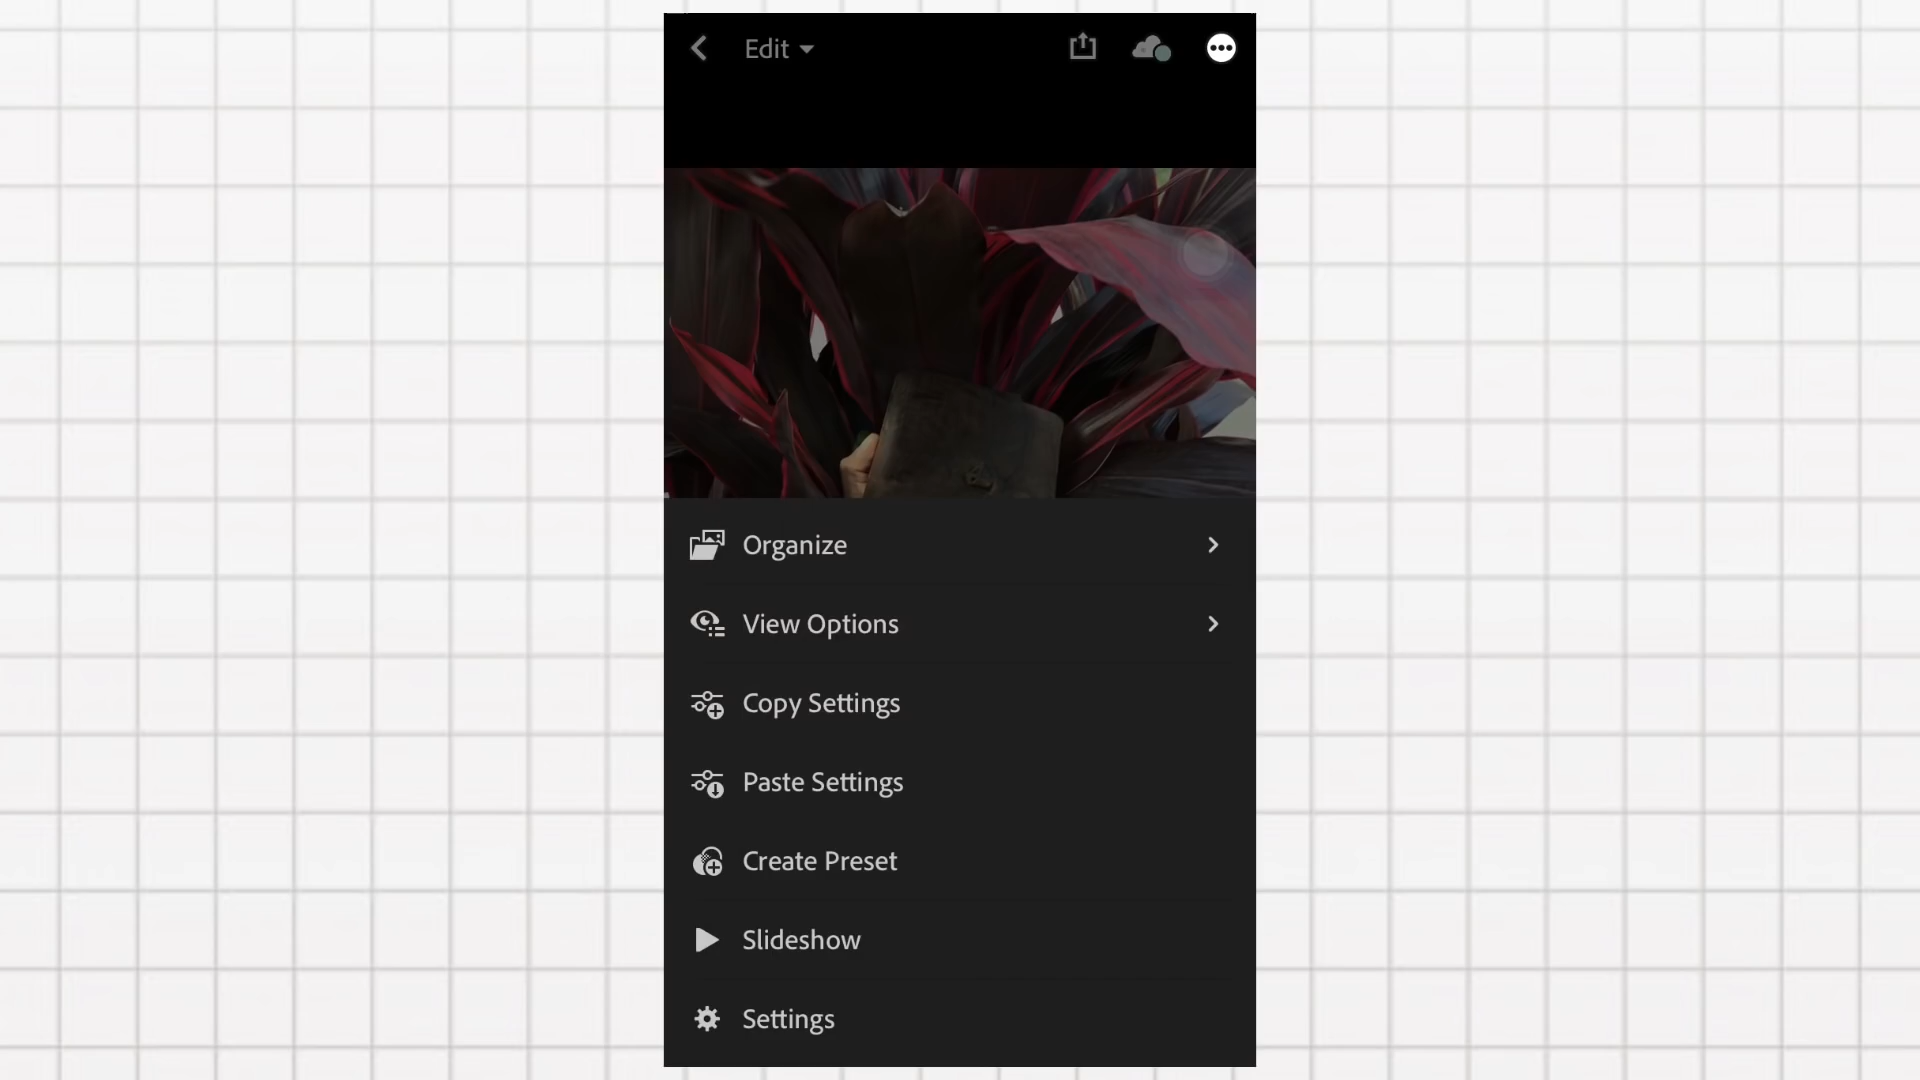 Edit
Organize
View Options
Copy Settings
Paste Settings
Create Preset
Slideshow
Settings